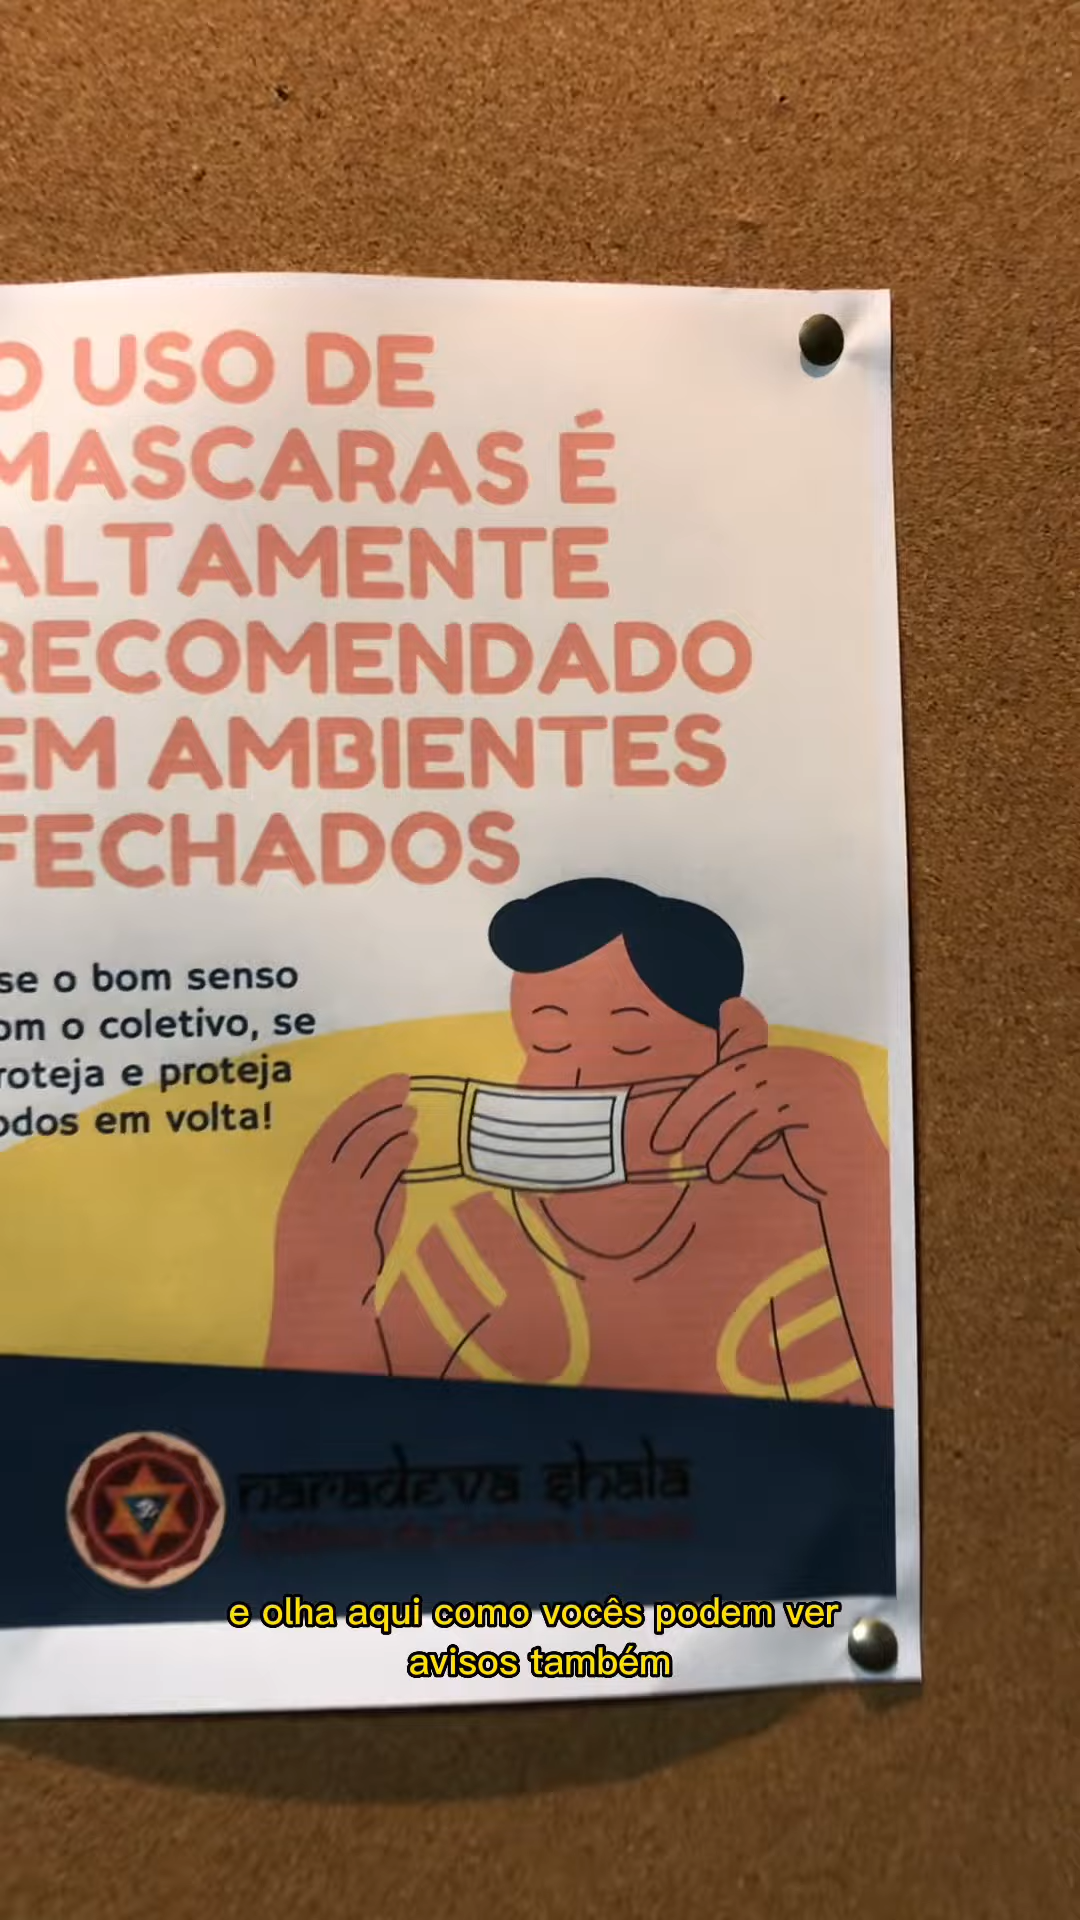 O USO DE
MASCARAS É
ALTAMENTE
RECOMENDADO
EM AMBIENTES
FECHADOS
se o bom senso
om o coletivo, se
roteja e proteja
odos em volta!
naradeva shala
e olha aqui como vocês podem ver
avisos também